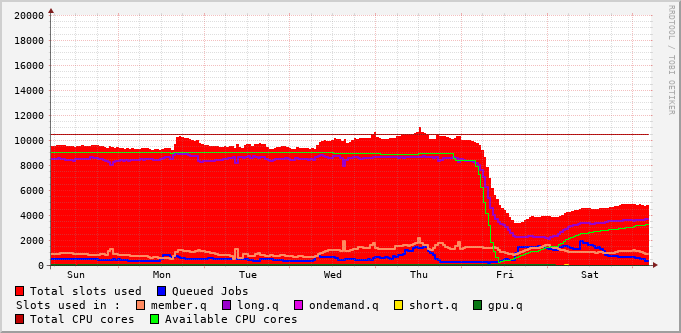 20000
18000
16000
14000
12000
10000
8000
6000
4000
2000
0
Sun Mon Tue Wed Thu Fri Sat
RRDTOOL / TOBI OETIKER
Total slots used Queued Jobs
Slots used in : member.q long.q ondemand.q short.q gpu.q
Total CPU cores Available CPU cores